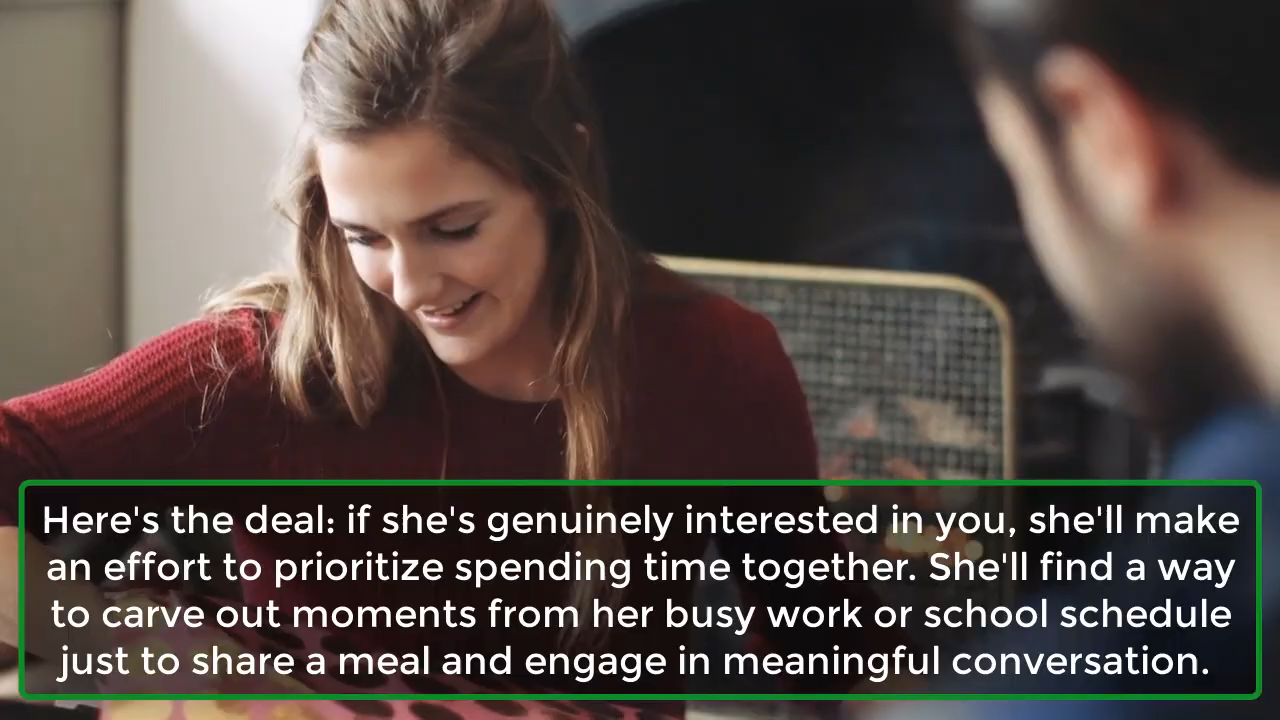 Here's the deal: if she's genuinely interested in you, she'll make
an effort to prioritize spending time together. She'll find a way
to carve out moments from her busy work or school schedule
just to share a meal and engage in meaningful conversation.